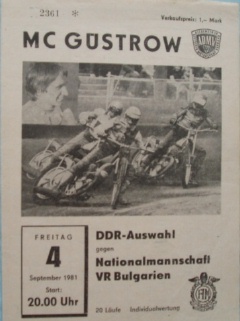 2361 *
Verkaufspreis: 1,- Mark
MC GÜSTROW
ADMV
FREITAG
4
September 1981
Start:
20.00 Uhr
DDR-Auswahl
gegen
Nationalmannschaft
VR Bulgarien
20 Läufe Individualwertung